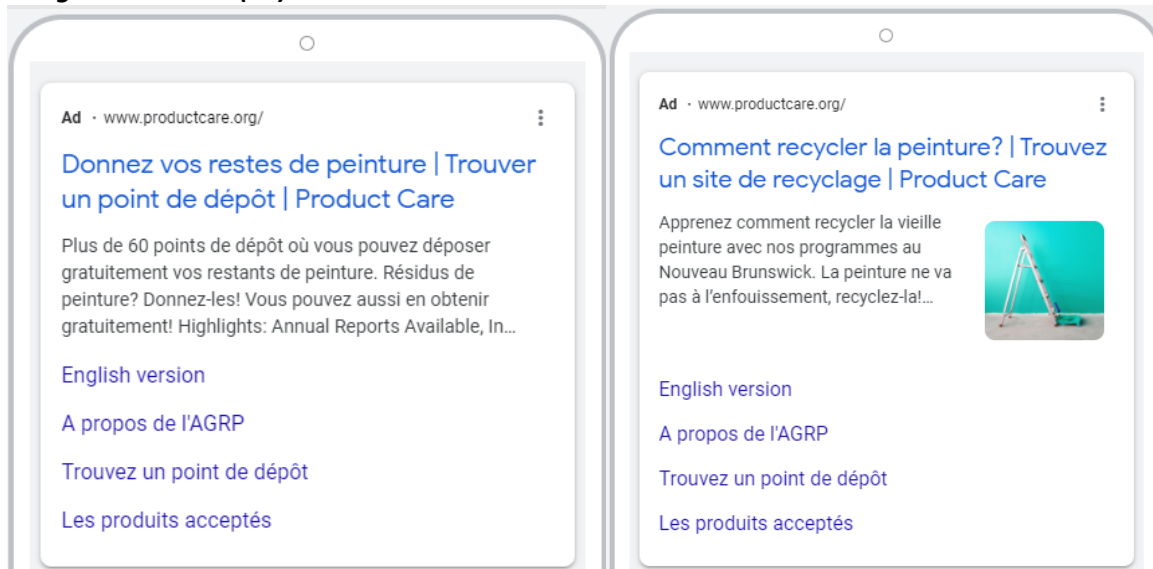 Ad · www.productcare.org/
Donnez vos restes de peinture | Trouver
un point de dépôt | Product Care
Plus de 60 points de dépôt où vous pouvez déposer
gratuitement vos restants de peinture. Résidus de
peinture? Donnez-les! Vous pouvez aussi en obtenir
gratuitement! Highlights: Annual Reports Available, In...
English version
A propos de l'AGRP
Trouvez un point de dépôt
Les produits acceptés
Ad · www.productcare.org/
Comment recycler la peinture? | Trouvez
un site de recyclage | Product Care
Apprenez comment recycler la vieille
peinture avec nos programmes au
Nouveau Brunswick. La peinture ne va
pas à l’enfouissement, recyclez-la!...
English version
A propos de l'AGRP
Trouvez un point de dépôt
Les produits acceptés